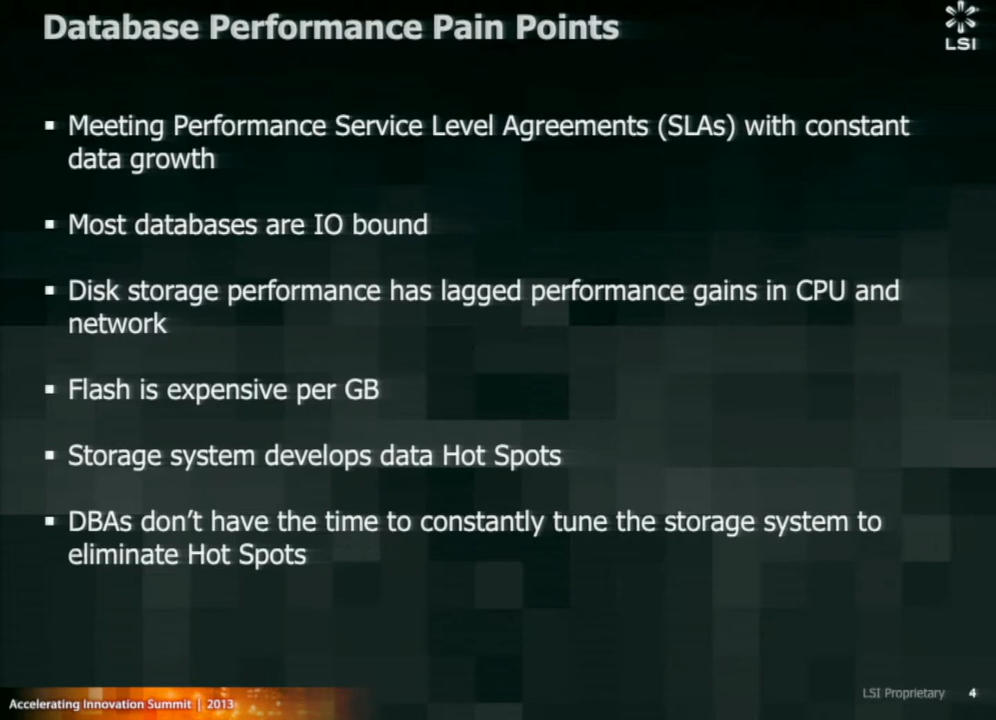 Database Performance Pain Points
LSI
▪ Meeting Performance Service Level Agreements (SLAs) with constant
data growth
▪ Most databases are IO bound
▪ Disk storage performance has lagged performance gains in CPU and
network
▪ Flash is expensive per GB
▪ Storage system develops data Hot Spots
▪ DBAs don't have the time to constantly tune the storage system to
eliminate Hot Spots
Accelerating Innovation Summit | 2013
LSI Proprietary 4